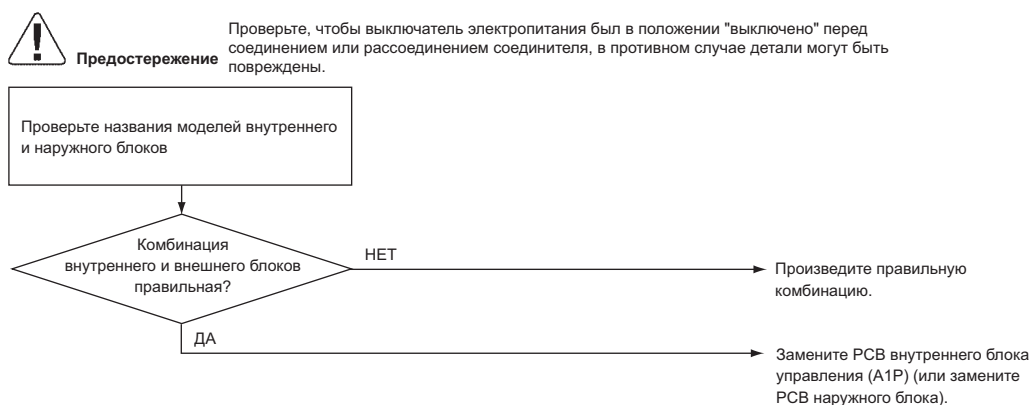 Предостережение
Проверьте, чтобы выключатель электропитания был в положении "выключено" перед
соединением или рассоединением соединителя, в противном случае детали могут быть
повреждены.
Проверьте названия моделей внутреннего
и наружного блоков
Комбинация
внутреннего и внешнего блоков
правильная?
НЕТ
Произведите правильную
комбинацию.
ДА
Замените PCB внутреннего блока
управления (A1P) (или замените
PCB наружного блока).